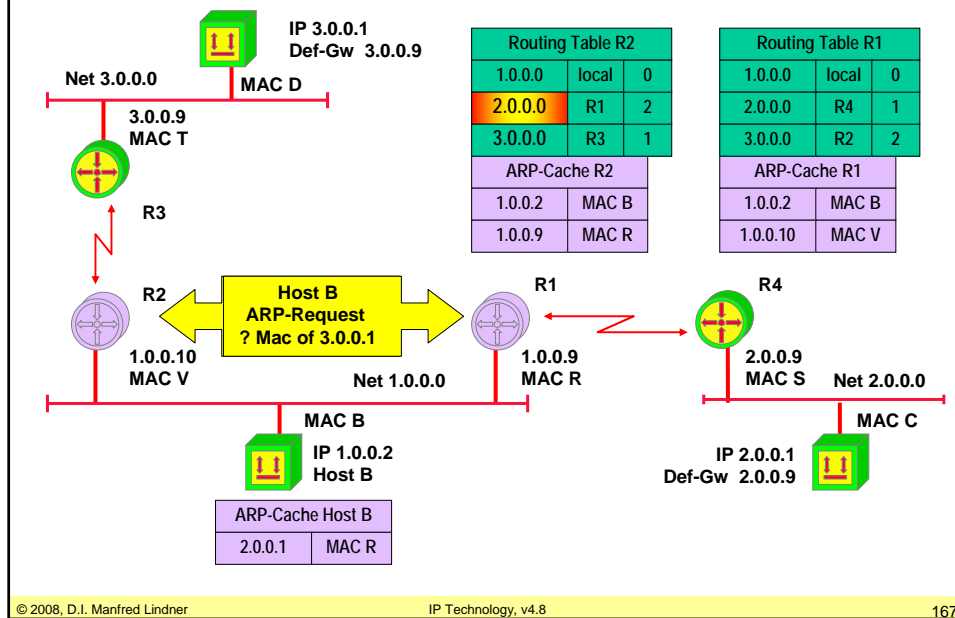 IP 3.0.0.1
Def-Gw 3.0.0.9
Net 3.0.0.0
MAC D
3.0.0.9
MAC T
R3
Routing Table R2
1.0.0.0 local 0
2.0.0.0 R1 2
3.0.0.0 R3 1
ARP-Cache R2
1.0.0.2 MAC B
1.0.0.9 MAC R
Routing Table R1
1.0.0.0 local 0
2.0.0.0 R4 1
3.0.0.0 R2 2
ARP-Cache R1
1.0.0.2 MAC B
1.0.0.10 MAC V
R2
Host B
ARP-Request
? Mac of 3.0.0.1
R1
R4
1.0.0.10
MAC V
Net 1.0.0.0
1.0.0.9
MAC R
2.0.0.9
MAC S
Net 2.0.0.0
MAC B
IP 1.0.0.2
Host B
MAC C
IP 2.0.0.1
Def-Gw 2.0.0.9
ARP-Cache Host B
2.0.0.1 MAC R
© 2008, D.I. Manfred Lindner
IP Technology, v4.8
167